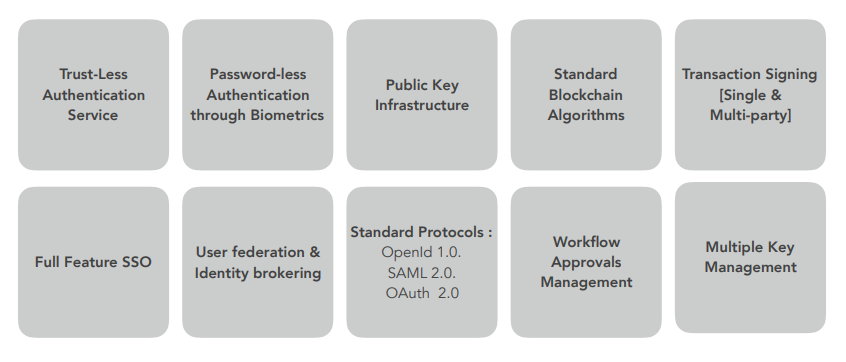 Trust-Less
Authentication
Service
Password-less
Authentication
through Biometrics
Public Key
Infrastructure
Standard
Blockchain
Algorithms
Transaction Signing
[Single &
Multi-party]
Full Feature SSO
User federation &
Identity brokering
Standard Protocols :
OpenId 1.0.
SAML 2.0.
OAuth 2.0
Workflow
Approvals
Management
Multiple Key
Management